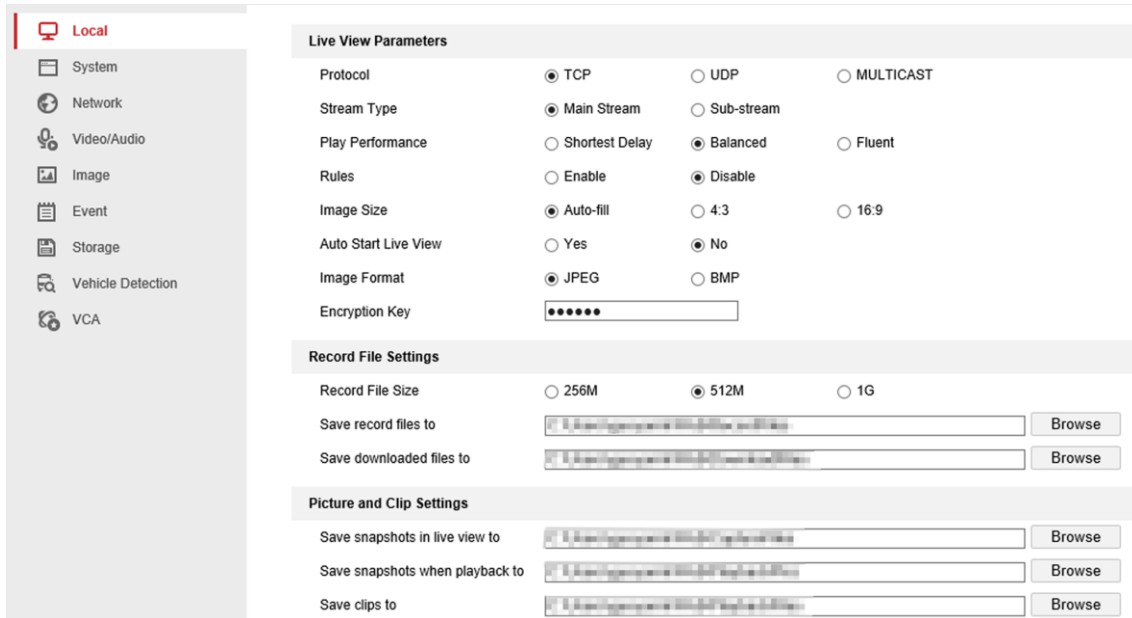 Local
System
Network
Video/Audio
Image
Event
Storage
Vehicle Detection
VCA
Live View Parameters
Protocol TCP UDP MULTICAST
Stream Type Main Stream Sub-stream
Play Performance Shortest Delay Balanced Fluent
Rules Enable Disable
Image Size Auto-fill 4:3 16:9
Auto Start Live View Yes No
Image Format JPEG BMP
Encryption Key ●●●●●●
Record File Settings
Record File Size 256M 512M 1G
Save record files to Browse
Save downloaded files to Browse
Picture and Clip Settings
Save snapshots in live view to Browse
Save snapshots when playback to Browse
Save clips to Browse